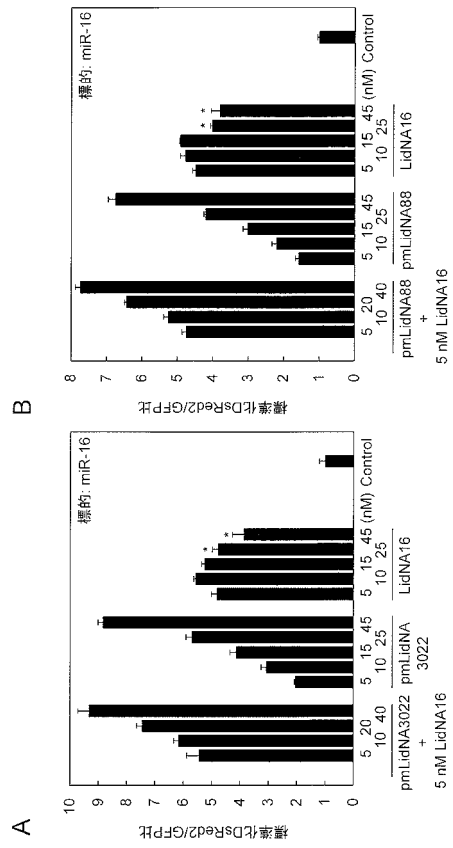 A
標準化DsRed2/GFP比
10
9
8
7
6
5
4
3
2
1
0
標的: miR-16
* *
5 20 5 15 45 5 15 45 (nM) Control
10 40 10 25 10 25
pmLidNA3022
+
5 nM LidNA16
pmLidNA
3022
LidNA16
B
標準化DsRed2/GFP比
8
7
6
5
4
3
2
1
0
標的: miR-16
* *
5 20 5 15 45 5 15 45 (nM) Control
10 40 10 25 10 25
pmLidNA88
+
5 nM LidNA16
pmLidNA88
LidNA16